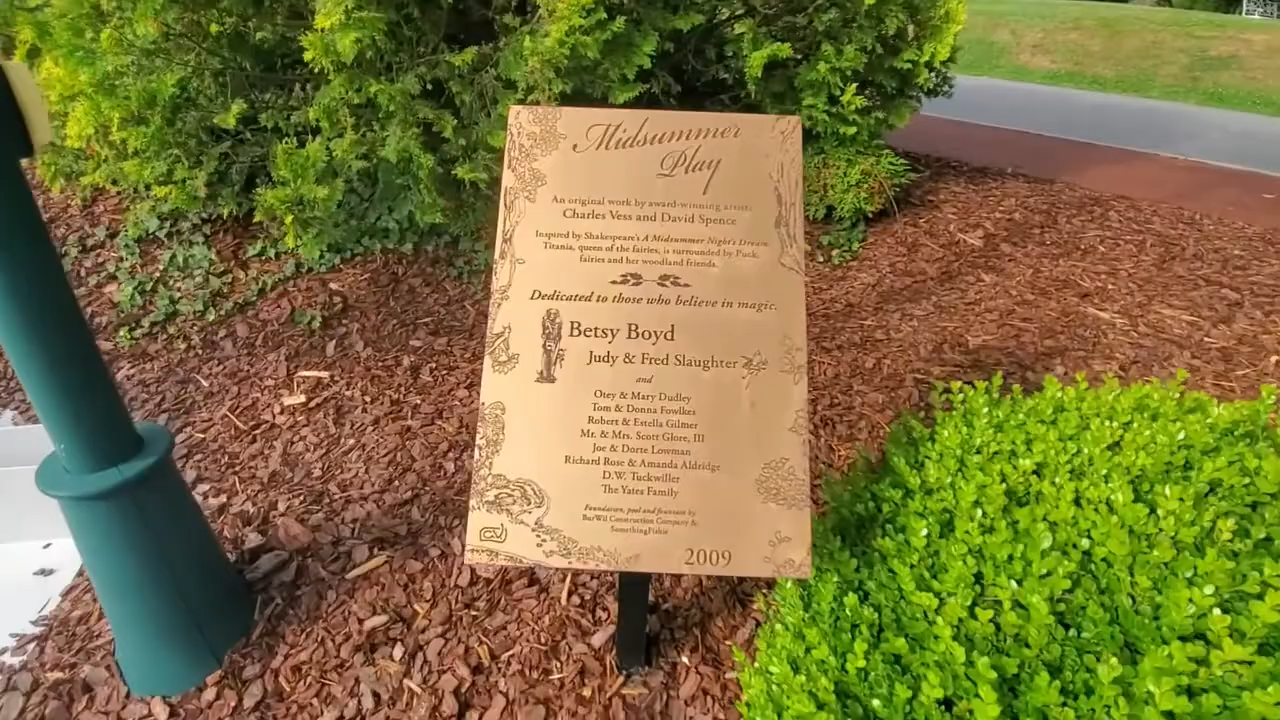 Midsummer
Play
An original work by award-winning artists
Charles Vess and David Spence
Inspired by Shakespeare's A Midsummer Night's Dream.
Titania, queen of the fairies, is surrounded by Puck,
fairies and her woodland friends.
Dedicated to those who believe in magic.
Betsy Boyd
Judy & Fred Slaughter
and
Otey & Mary Dudley
Tom & Donna Fowlkes
Robert & Estella Gilmer
Mr. & Mrs. Scott Glore, III
Joe & Dorte Lowman
Richard Rose & Amanda Aldridge
D.W. Tuckwiller
The Yates Family
Foundation, pool and fountain by
BurWil Construction Company &
SomethingFishie
CV
2009